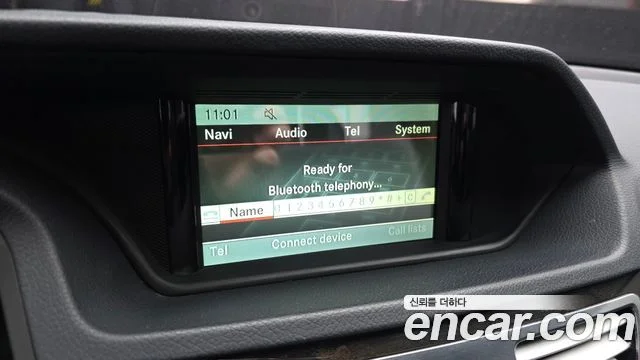 11:01
Navi Audio Tel System
Ready for
Bluetooth telephony...
Name 0 1 2 3 4 5 6 7 8 9 * # + C
Tel Connect device Call lists
신뢰를 더하다
encar.com